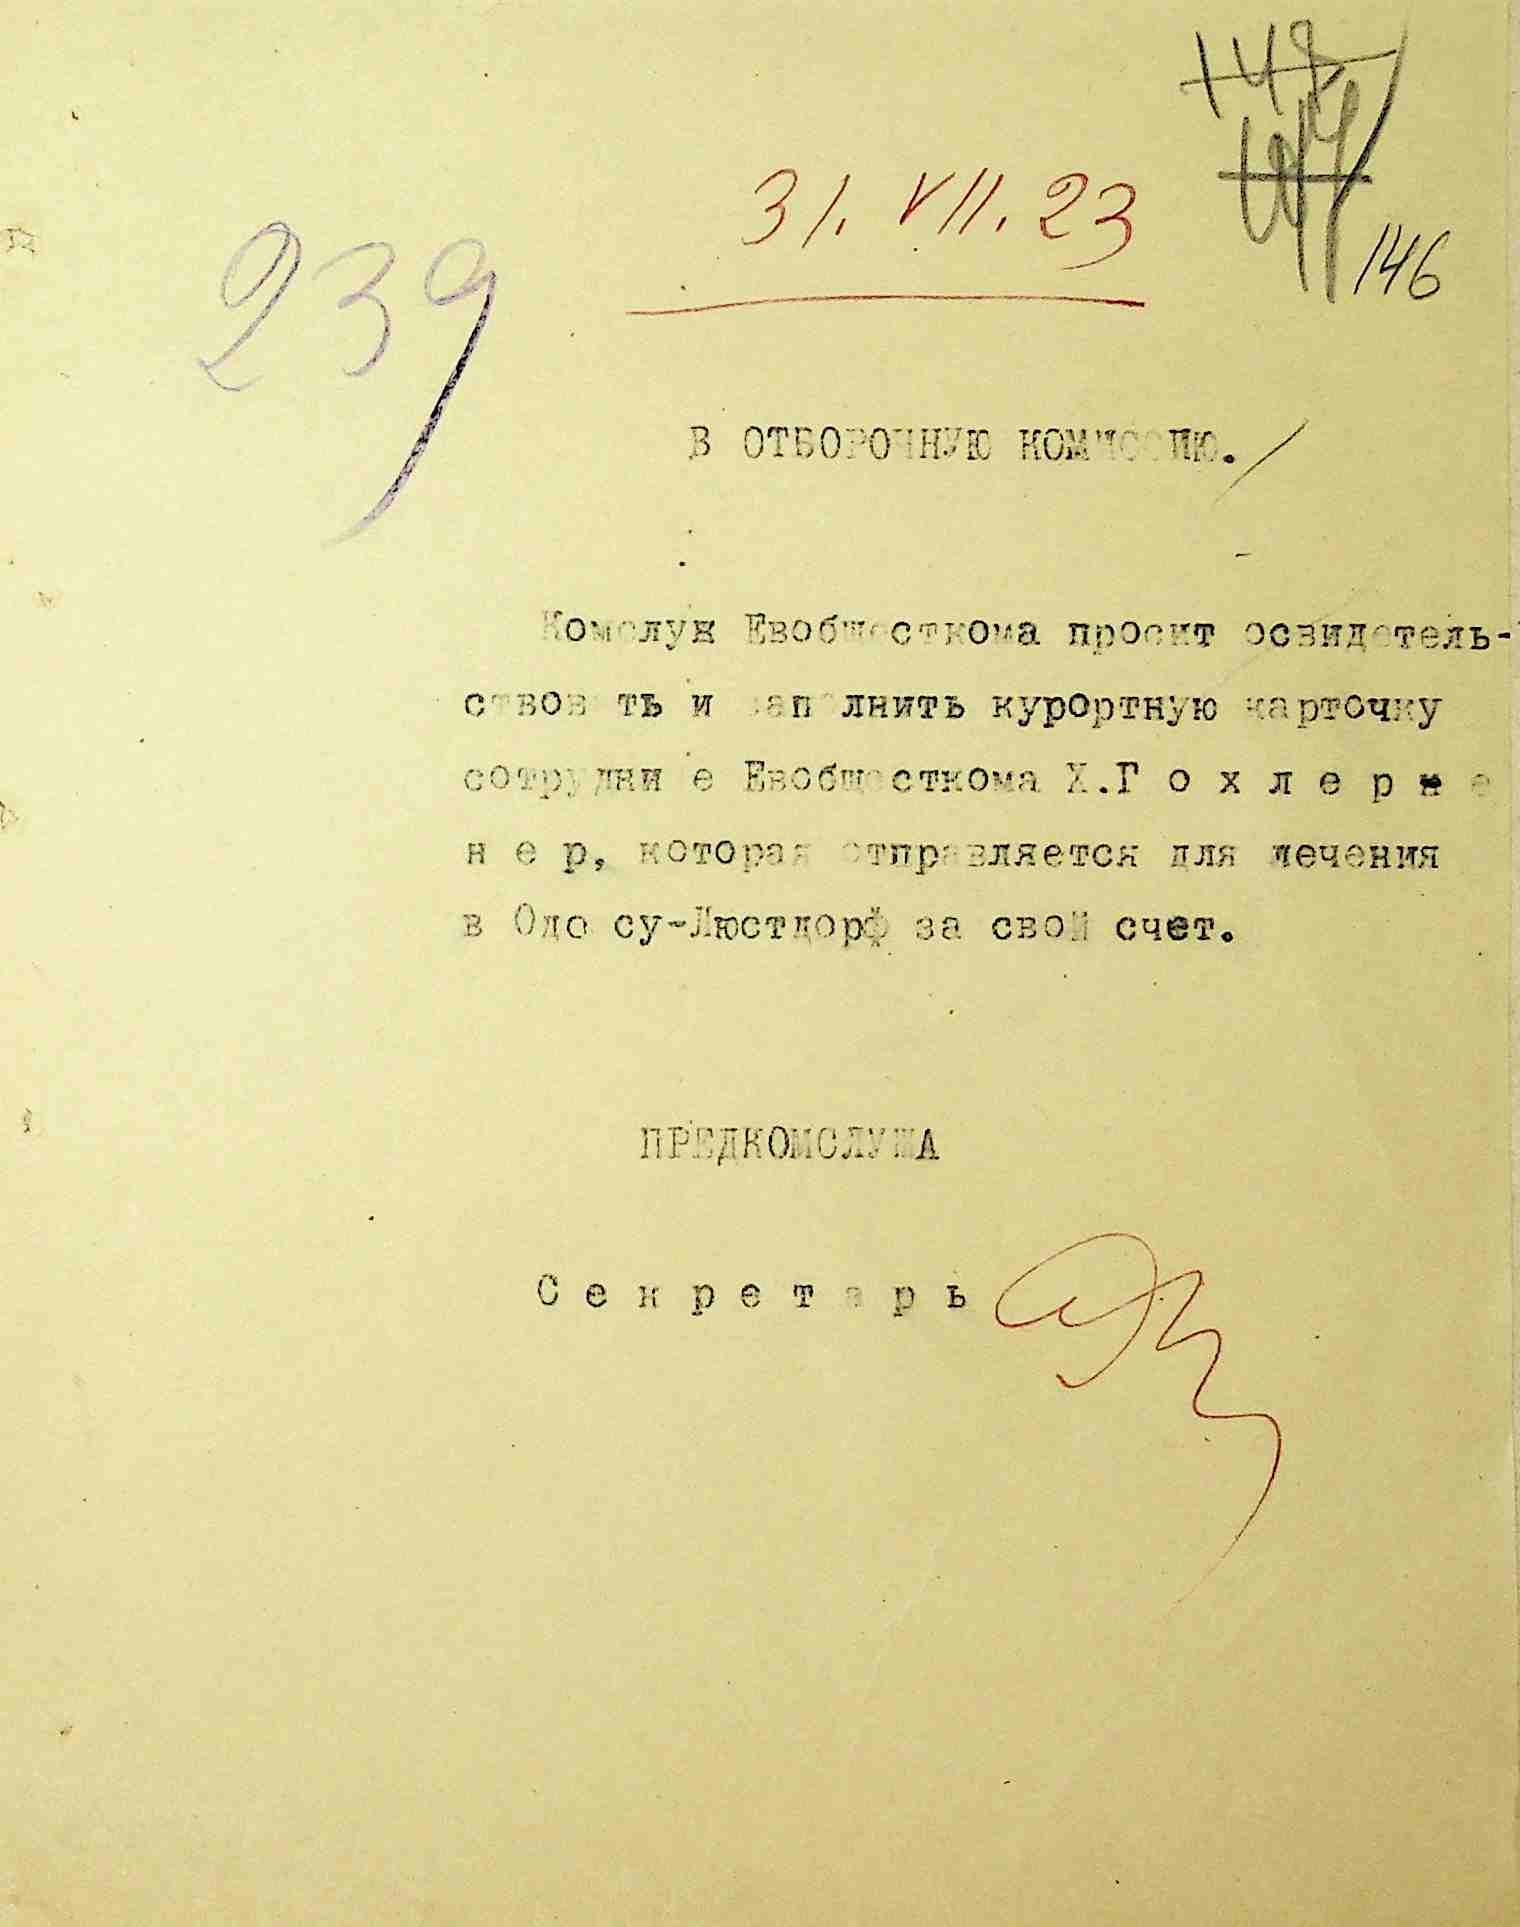 146
31.VII.23
239
В ОТБОРОЧНУЮ КОМИССИЮ.
Комслуж Евобщесткома просит освидетель-
ствовать и заполнить курортную карточку
сотруднице Евобщесткома Х.Г о х л е р н е
н е р, которая отправляется для лечения
в Одессу-Люстдорф за свой счет.
ПРЕДКОМСЛУЖА
С е к р е т а р ь